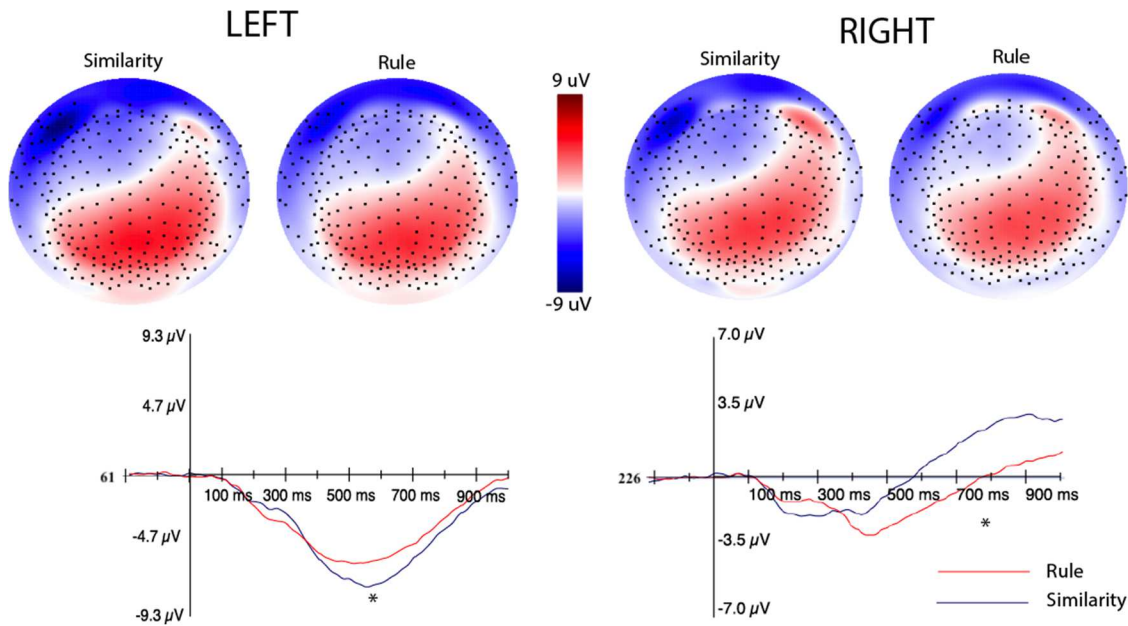 LEFT
RIGHT
Similarity
Rule
Similarity
Rule
9 uV
-9 uV
9.3 µV
4.7 µV
61
100 ms 300 ms 500 ms 700 ms 900 ms
-4.7 µV
*
-9.3 µV
7.0 µV
3.5 µV
226
100 ms 300 ms 500 ms 700 ms 900 ms
*
-3.5 µV
-7.0 µV
Rule
Similarity